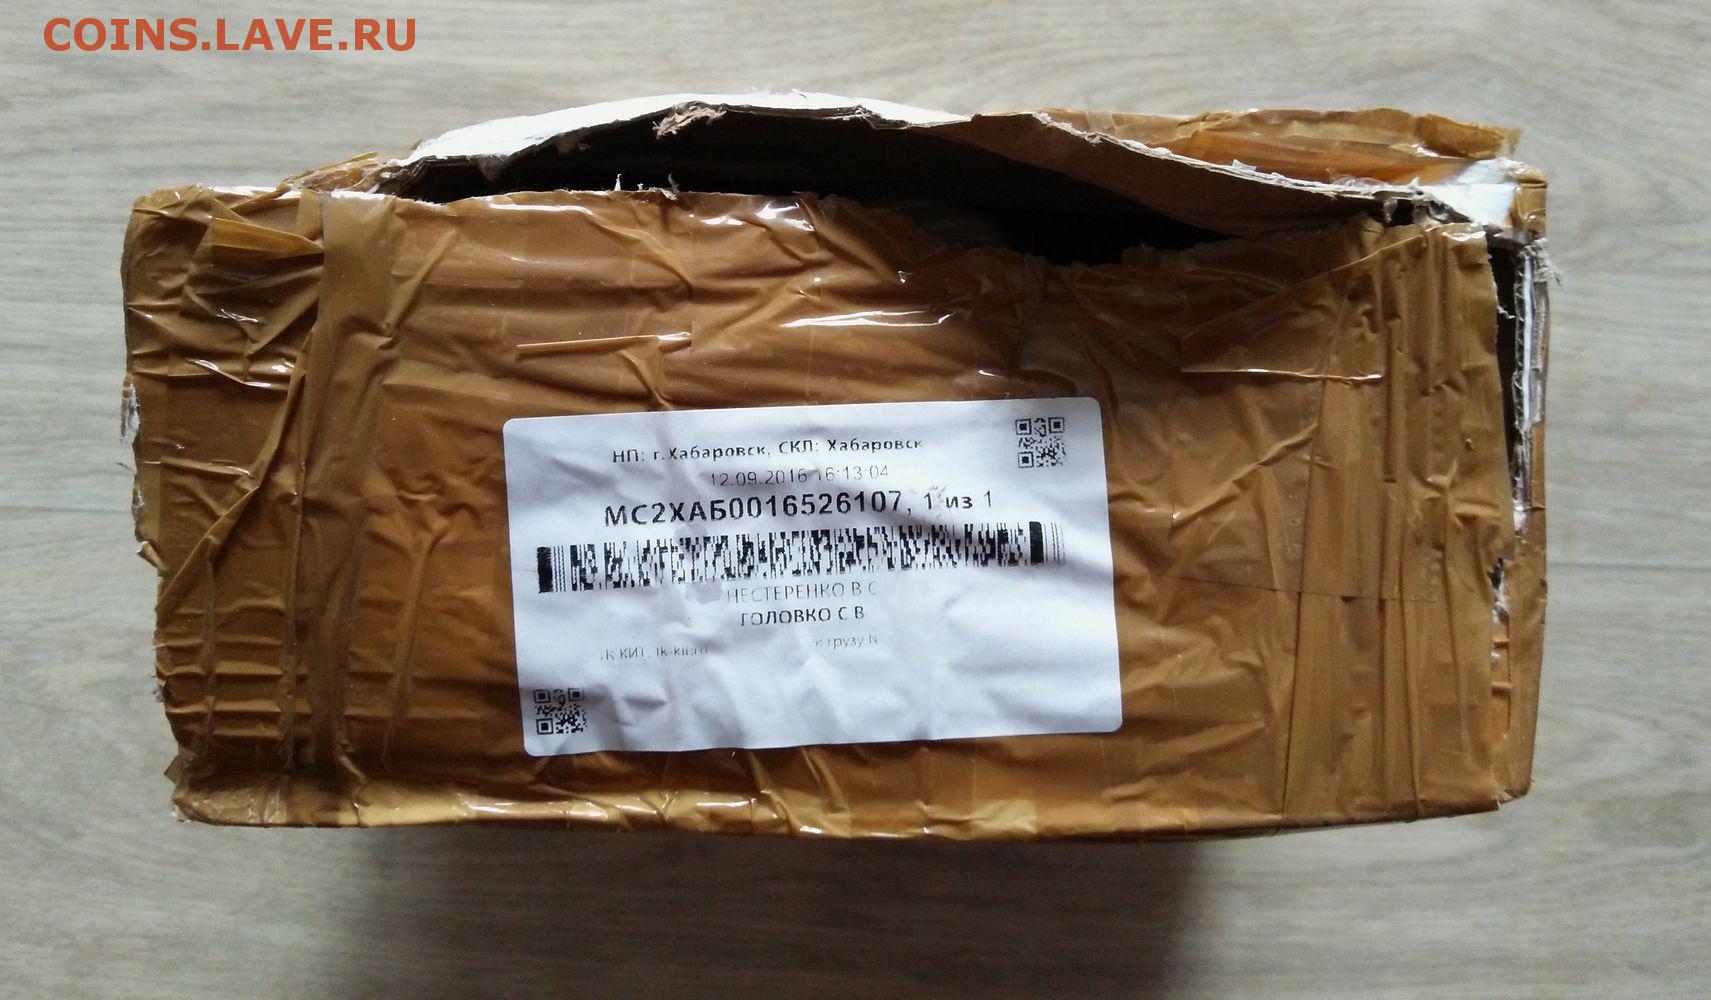 COINS.LAVE.RU
НП: г.Хабаровск, СКЛ: Хабаровск
12.09.2016 16:13:04
МС2ХАБ0016526107, 1 из 1
НЕСТЕРЕНКО В С
ГОЛОВКО С В
ТК КИТ, tk-kit.ru к грузу N